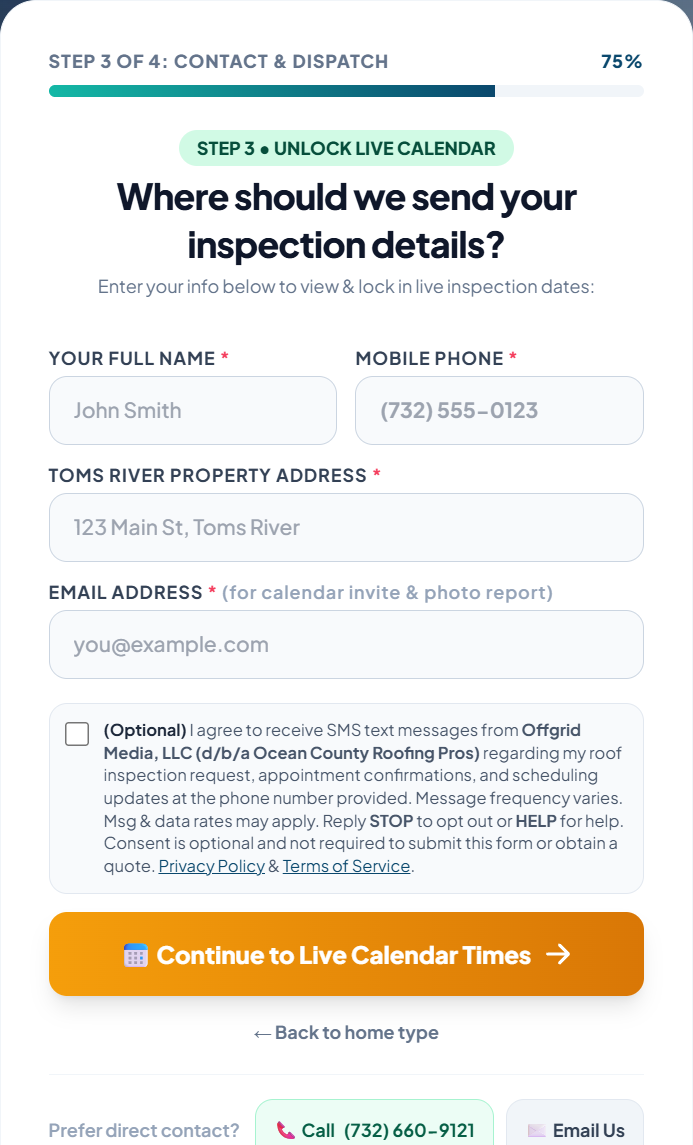 STEP 3 OF 4: CONTACT & DISPATCH 75%
STEP 3 • UNLOCK LIVE CALENDAR
Where should we send your
inspection details?
Enter your info below to view & lock in live inspection dates:
YOUR FULL NAME * MOBILE PHONE *
John Smith (732) 555-0123
TOMS RIVER PROPERTY ADDRESS *
123 Main St, Toms River
EMAIL ADDRESS * (for calendar invite & photo report)
you@example.com
(Optional) I agree to receive SMS text messages from Offgrid
Media, LLC (d/b/a Ocean County Roofing Pros) regarding my roof
inspection request, appointment confirmations, and scheduling
updates at the phone number provided. Message frequency varies.
Msg & data rates may apply. Reply STOP to opt out or HELP for help.
Consent is optional and not required to submit this form or obtain a
quote. Privacy Policy & Terms of Service.
Continue to Live Calendar Times →
← Back to home type
Prefer direct contact? Call (732) 660-9121 Email Us